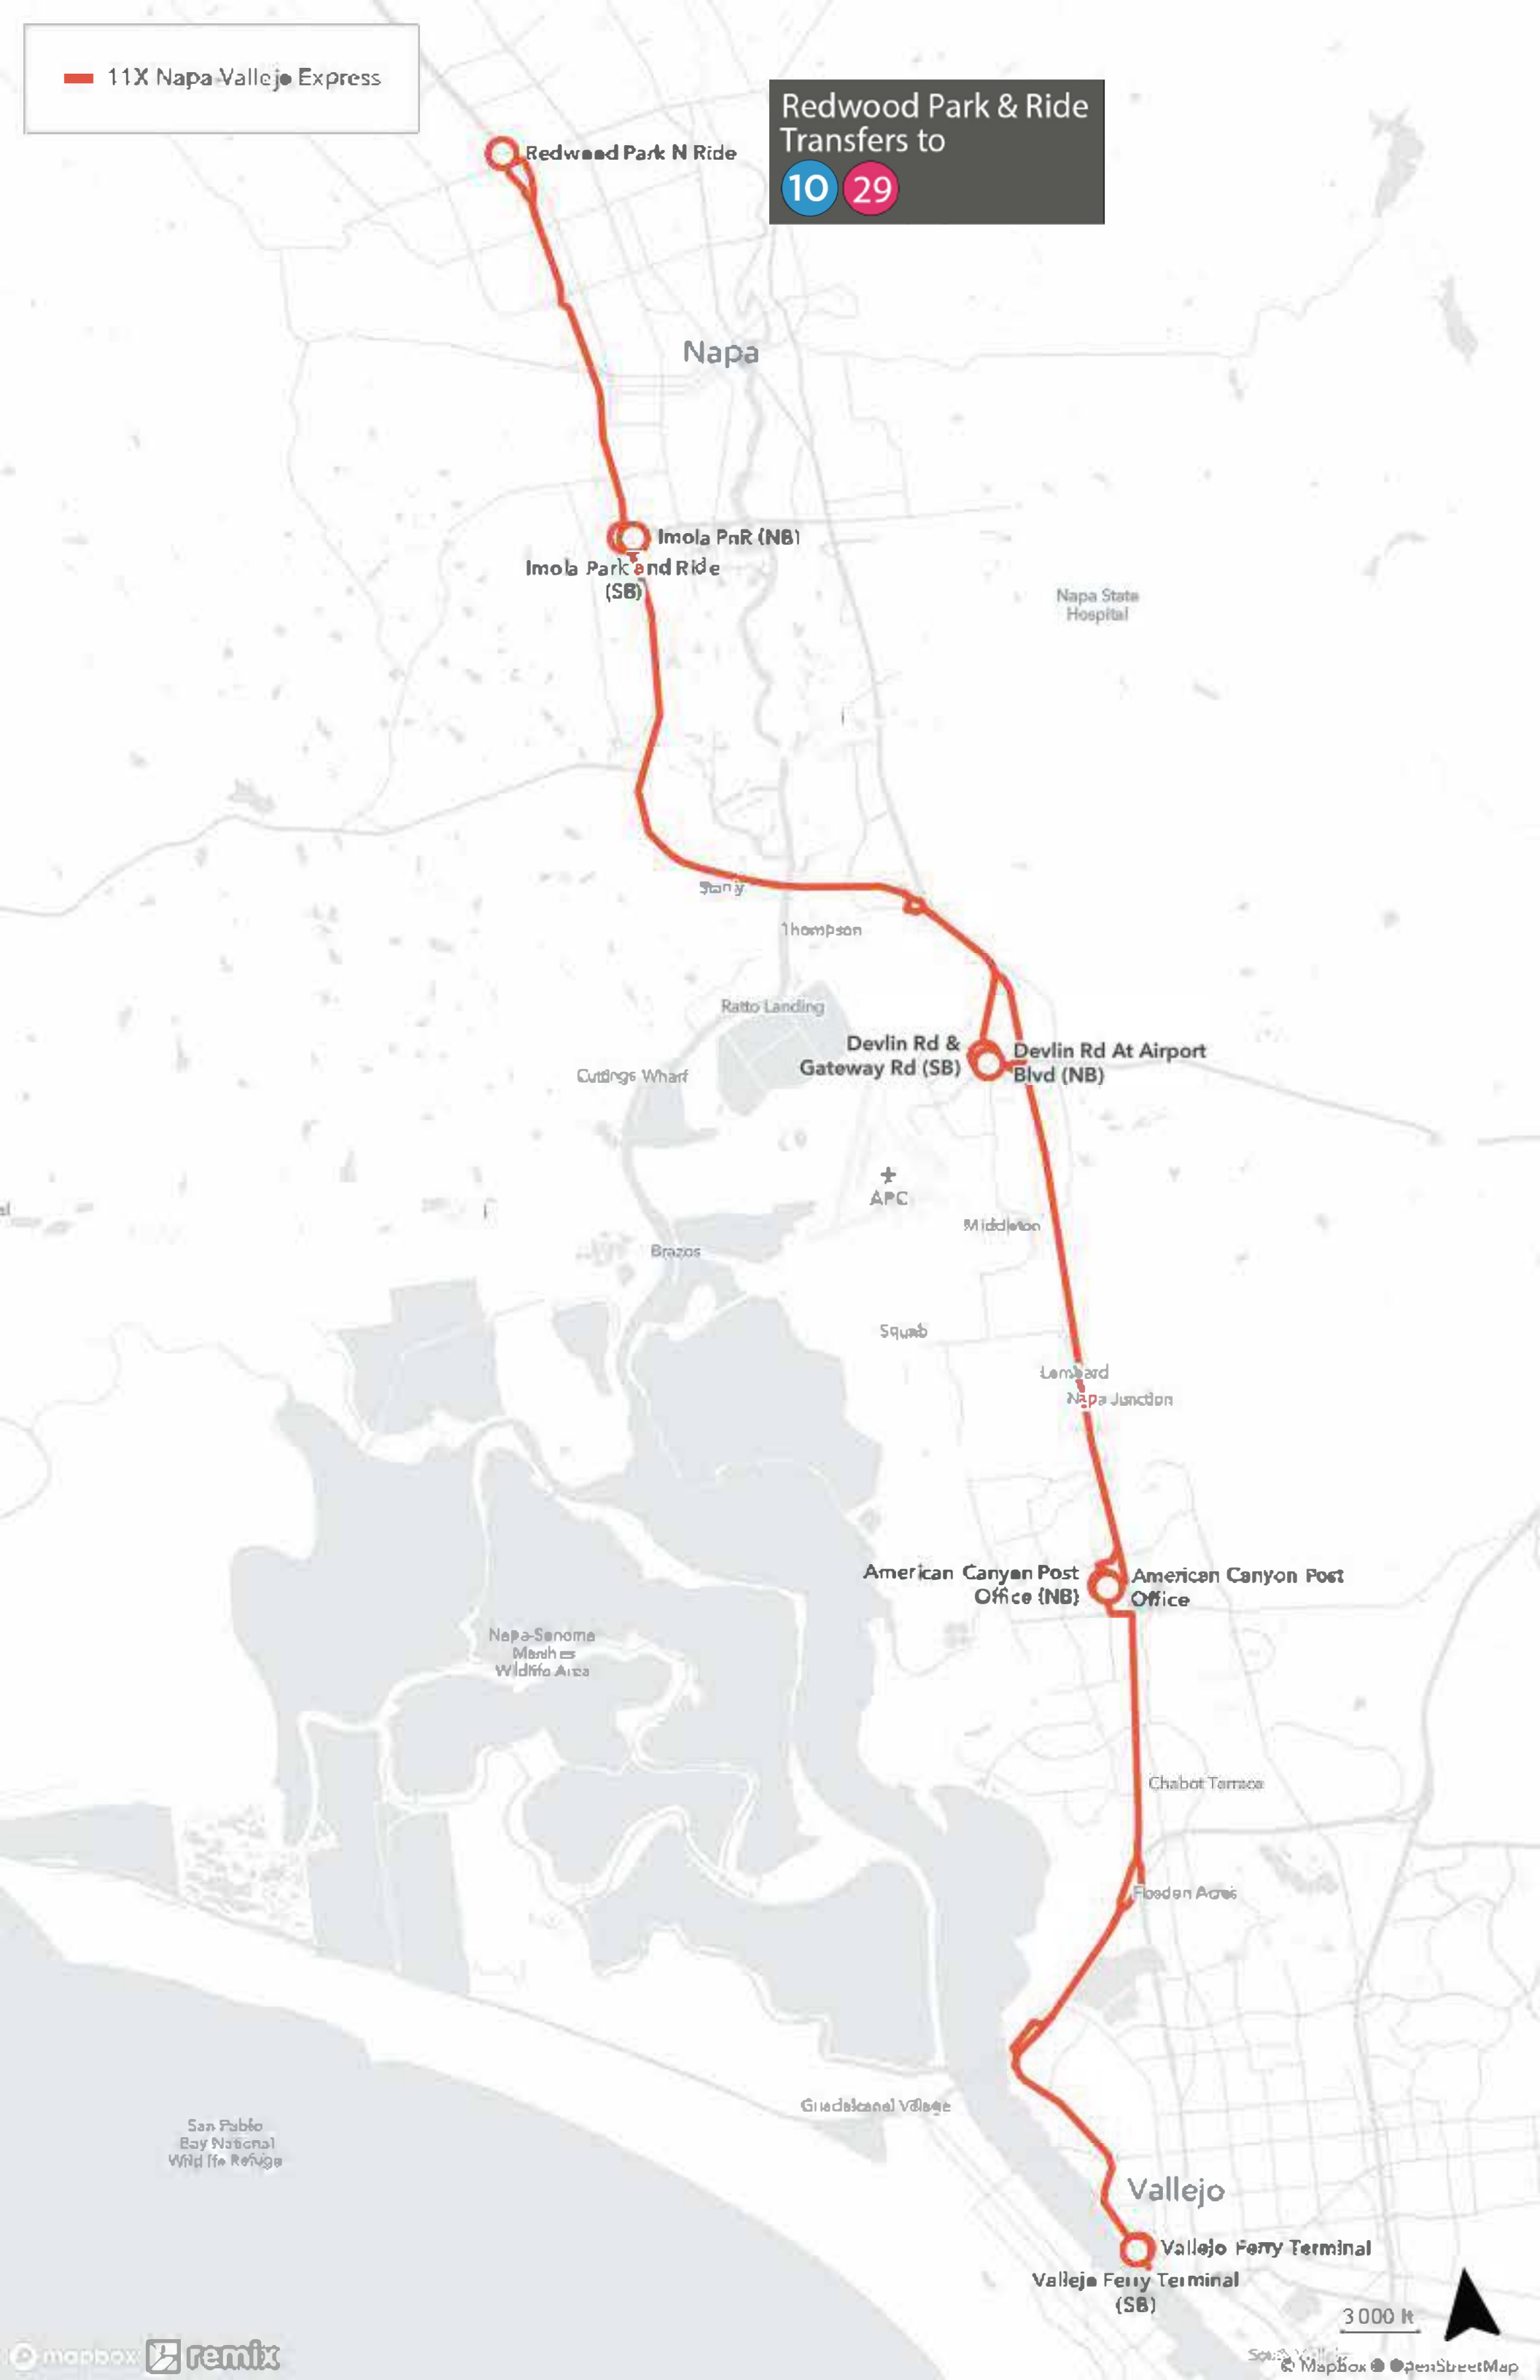 11X Napa Vallejo Express
Redwood Park & Ride
Transfers to
10 29
Redwood Park N Ride
Napa
Imola PnR (NB)
Imola Park and Ride
(SB)
Napa State
Hospital
Stanly
Thompson
Ratto Landing
Devlin Rd &
Gateway Rd (SB)
Devlin Rd At Airport
Blvd (NB)
Cuttings Wharf
APC
Middleton
Brazos
Squab
Lombard
Napa Junction
American Canyon Post
Office (NB)
American Canyon Post
Office
Napa-Sonoma
Marshes
Wildlife Area
Chabot Terrace
Flosden Acres
Guadalcanal Village
San Pablo
Bay National
Wildlife Refuge
Vallejo
Vallejo Ferry Terminal
Vallejo Ferry Terminal
(SB)
3000 ft
mapbox remix
© Mapbox © OpenStreetMap